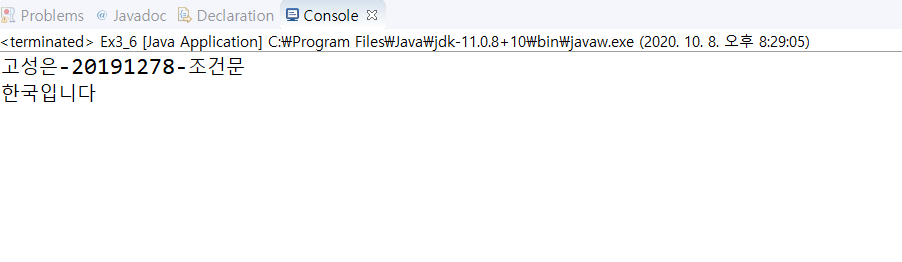 Problems @ Javadoc Declaration Console
<terminated> Ex3_6 [Java Application] C:₩Program Files₩Java₩jdk-11.0.8+10₩bin₩javaw.exe (2020. 10. 8. 오후 8:29:05)
고성은-20191278-조건문
한국입니다